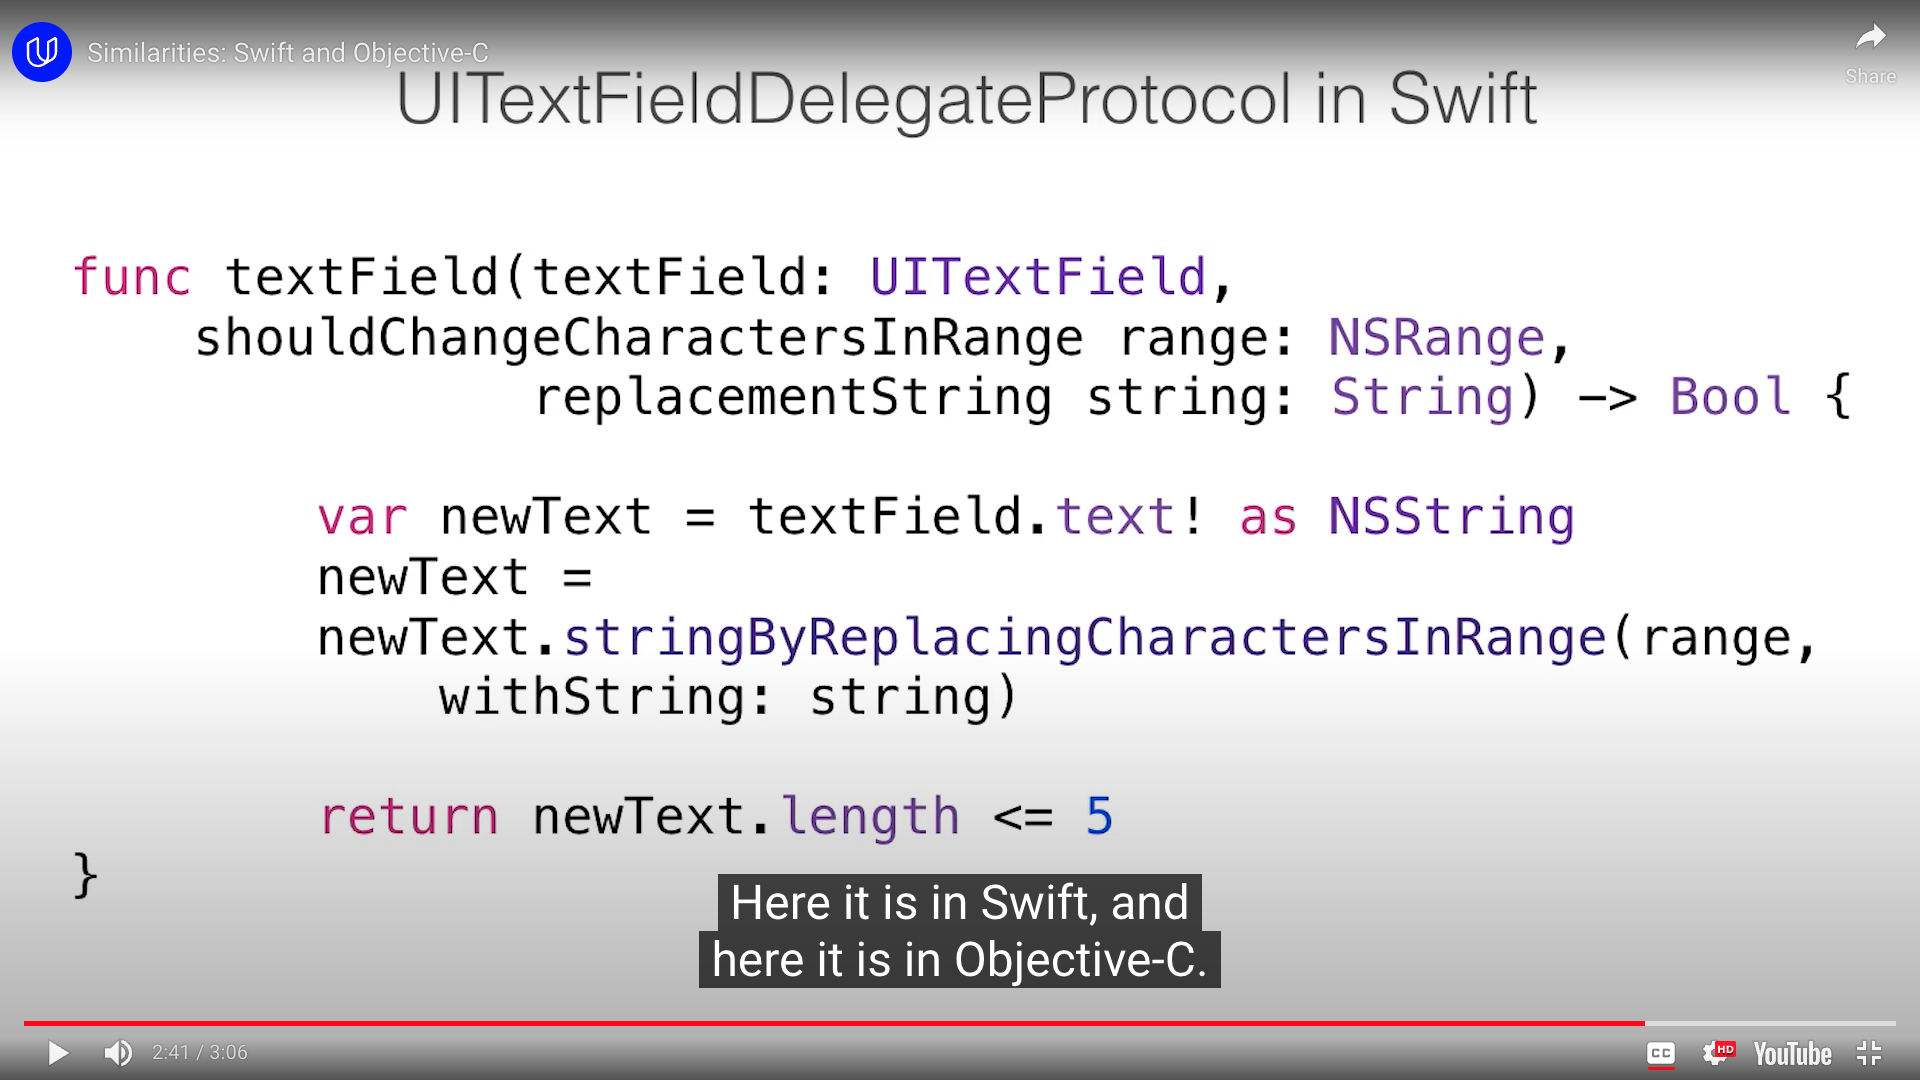 Similarities: Swift and Objective-C
Share
UITextFieldDelegateProtocol in Swift
func textField(textField: UITextField,
shouldChangeCharactersInRange range: NSRange,
replacementString string: String) -> Bool {
var newText = textField.text! as NSString
newText =
newText.stringByReplacingCharactersInRange(range,
withString: string)
return newText.length <= 5
}
Here it is in Swift, and
here it is in Objective-C.
2:41 / 3:06
CC
HD
YouTube